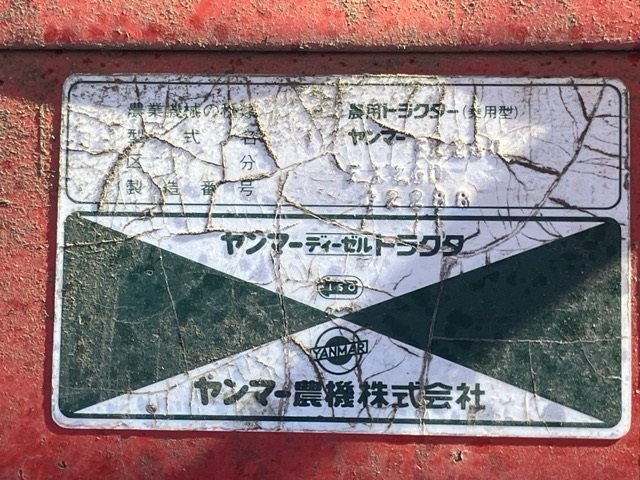 農業機械の種類 農用トラクター(乗用型)
型式名 ヤンマー
区分
製造番号
ヤンマーディーゼルトラクタ
ISO
YANMAR
ヤンマー農機株式会社